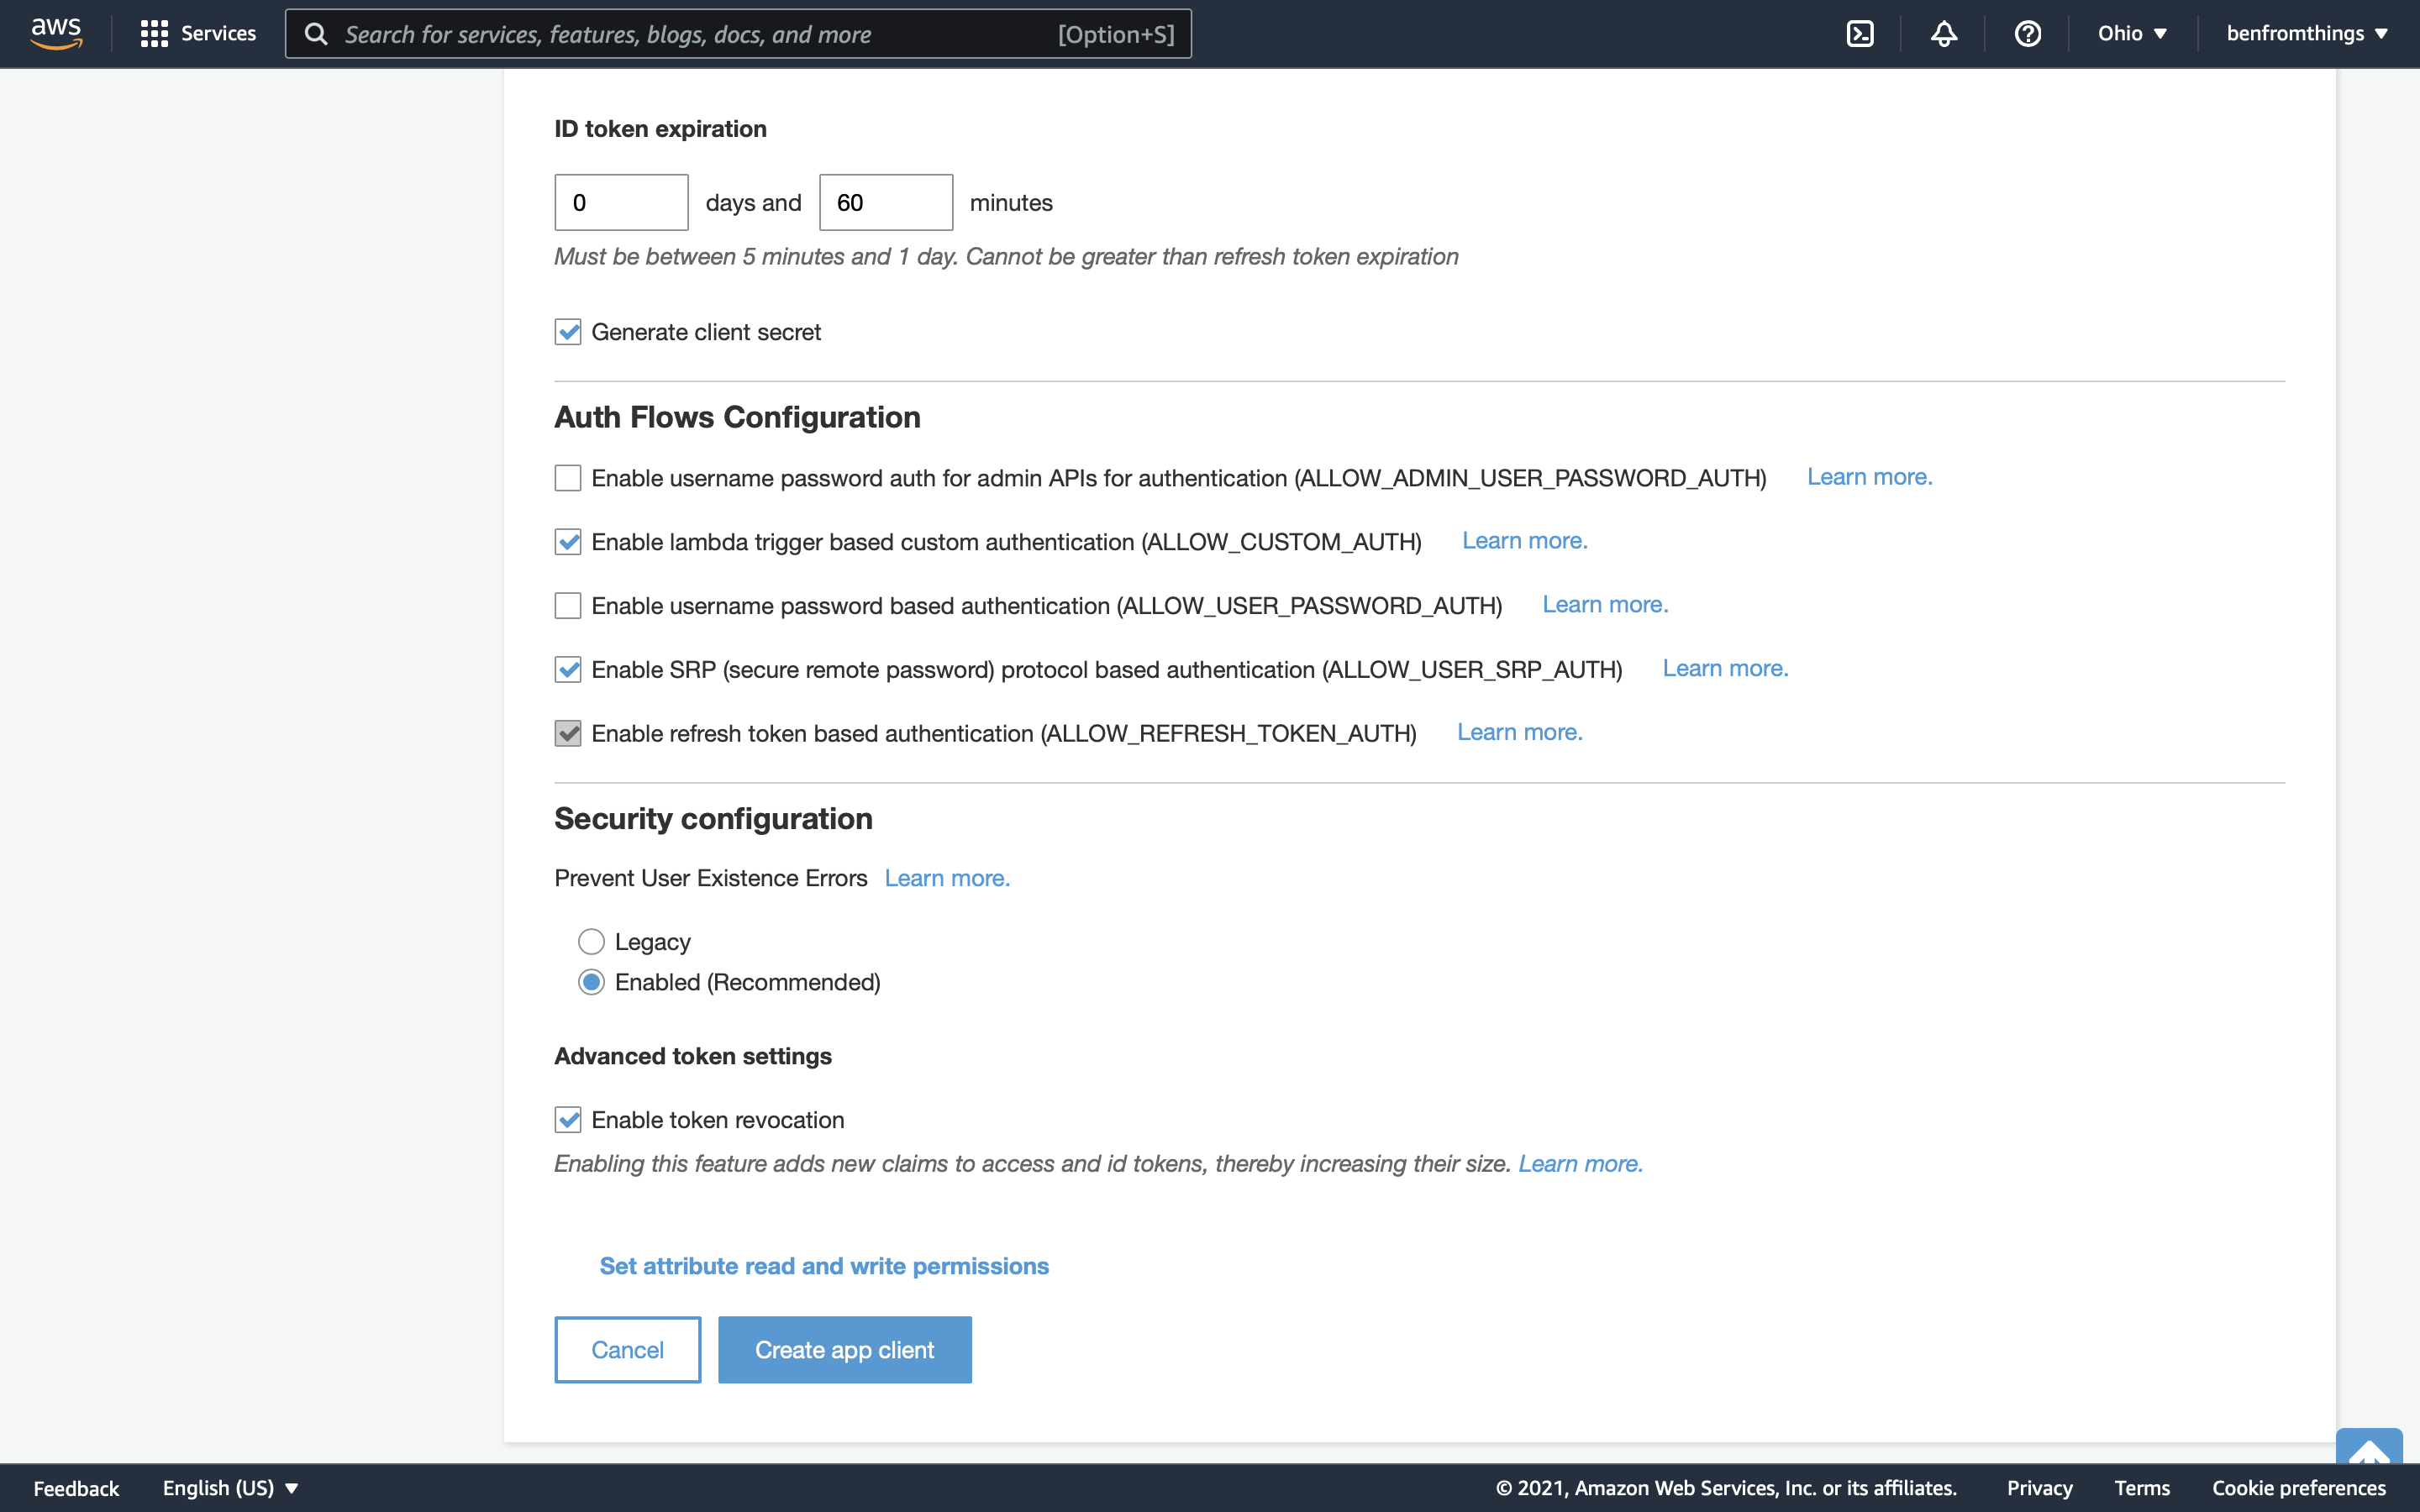 aws Services Search for services, features, blogs, docs, and more [Option+S] Ohio ▼ benfromthings ▼
ID token expiration
0 days and 60 minutes
Must be between 5 minutes and 1 day. Cannot be greater than refresh token expiration
Generate client secret
Auth Flows Configuration
Enable username password auth for admin APIs for authentication (ALLOW_ADMIN_USER_PASSWORD_AUTH) Learn more.
Enable lambda trigger based custom authentication (ALLOW_CUSTOM_AUTH) Learn more.
Enable username password based authentication (ALLOW_USER_PASSWORD_AUTH) Learn more.
Enable SRP (secure remote password) protocol based authentication (ALLOW_USER_SRP_AUTH) Learn more.
Enable refresh token based authentication (ALLOW_REFRESH_TOKEN_AUTH) Learn more.
Security configuration
Prevent User Existence Errors Learn more.
Legacy
Enabled (Recommended)
Advanced token settings
Enable token revocation
Enabling this feature adds new claims to access and id tokens, thereby increasing their size. Learn more.
Set attribute read and write permissions
Cancel Create app client
Feedback English (US) ▼ © 2021, Amazon Web Services, Inc. or its affiliates. Privacy Terms Cookie preferences